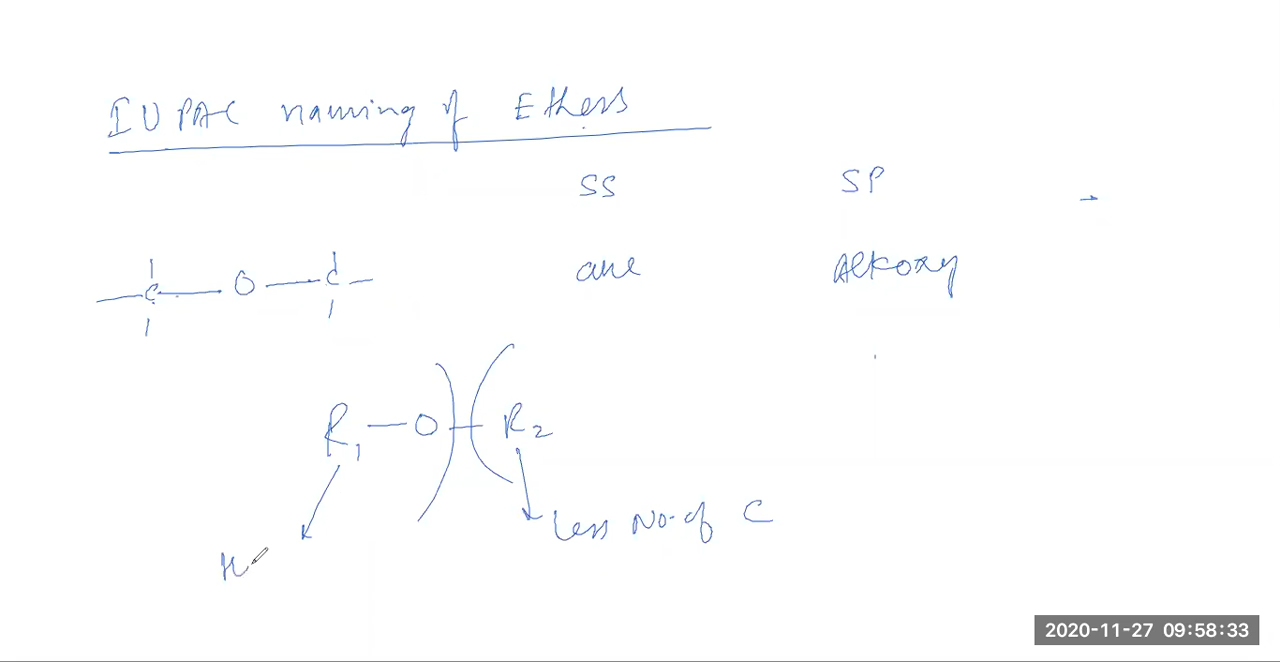 IUPAC naming of Ethers
SS SP
C O C
ane Alkoxy
R1 O R2
Less No. of C
2020-11-27 09:58:33